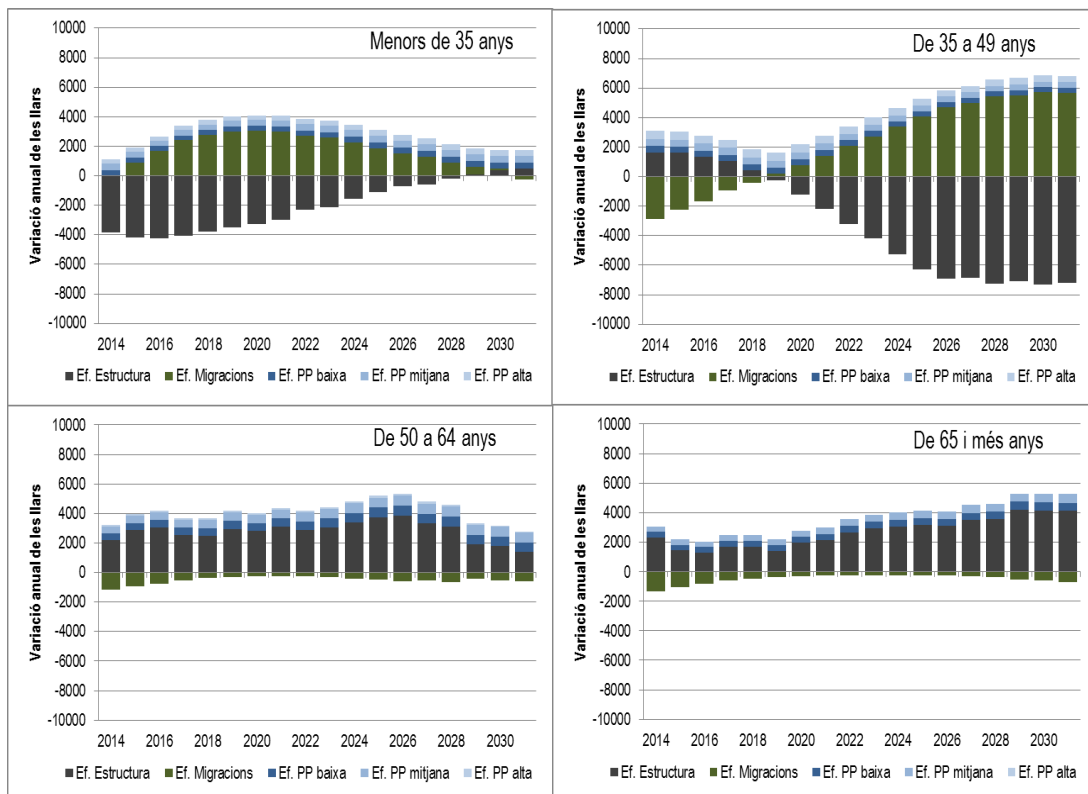 Menors de 35 anys
Variació anual de les llars
10000
8000
6000
4000
2000
0
-2000
-4000
-6000
-8000
-10000
2014 2016 2018 2020 2022 2024 2026 2028 2030
Ef. Estructura Ef. Migracions Ef. PP baixa Ef. PP mitjana Ef. PP alta
De 35 a 49 anys
Variació anual de les llars
10000
8000
6000
4000
2000
0
-2000
-4000
-6000
-8000
-10000
2014 2016 2018 2020 2022 2024 2026 2028 2030
Ef. Estructura Ef. Migracions Ef. PP baixa Ef. PP mitjana Ef. PP alta
De 50 a 64 anys
Variació anual de les llars
10000
8000
6000
4000
2000
0
-2000
-4000
-6000
-8000
-10000
2014 2016 2018 2020 2022 2024 2026 2028 2030
Ef. Estructura Ef. Migracions Ef. PP baixa Ef. PP mitjana Ef. PP alta
De 65 i més anys
Variació anual de les llars
10000
8000
6000
4000
2000
0
-2000
-4000
-6000
-8000
-10000
2014 2016 2018 2020 2022 2024 2026 2028 2030
Ef. Estructura Ef. Migracions Ef. PP baixa Ef. PP mitjana Ef. PP alta